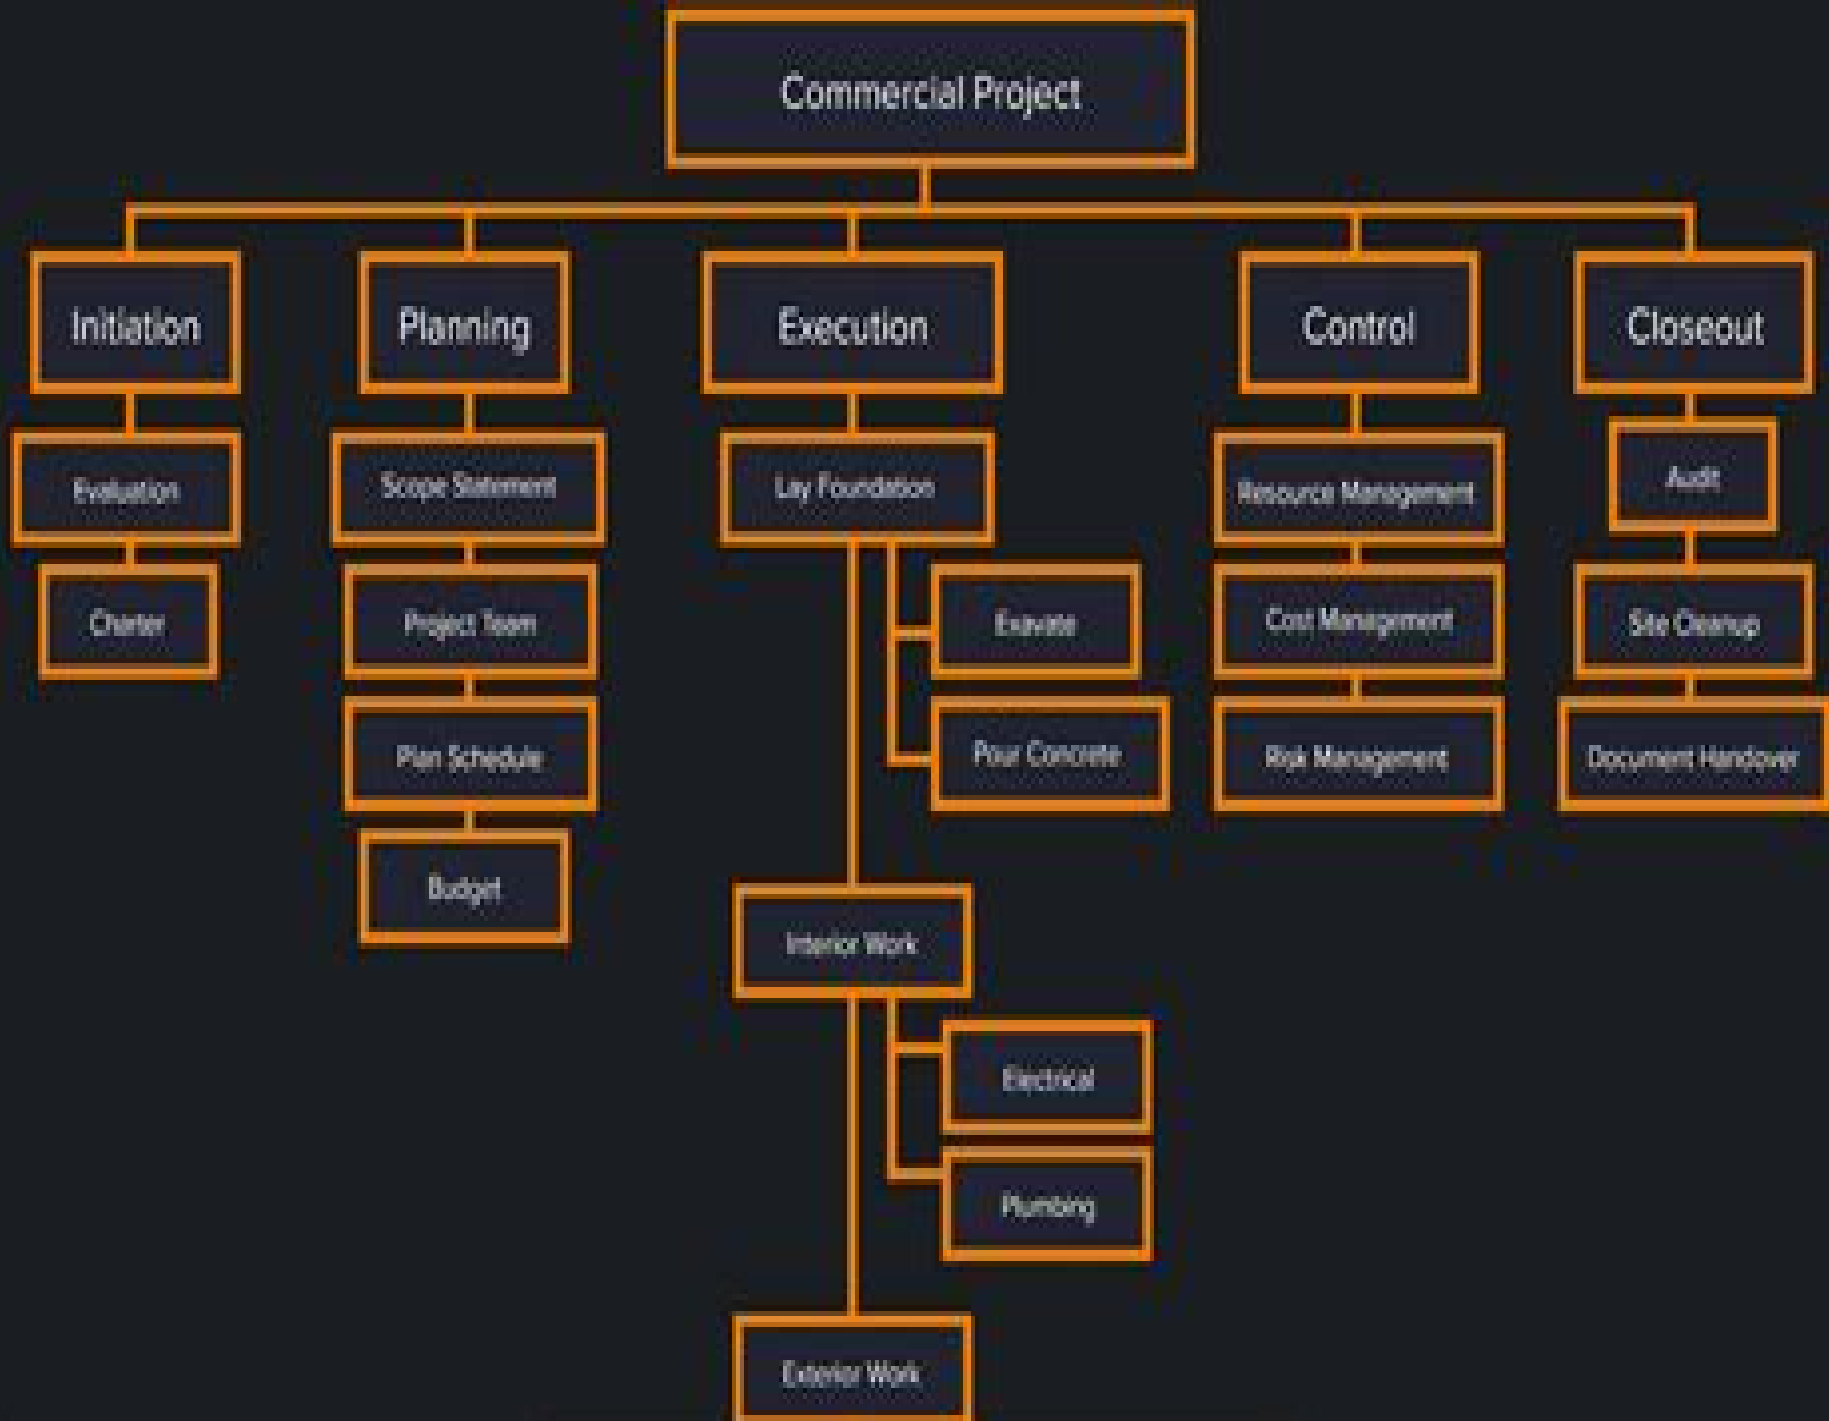 Commercial Project
Initiation
Planning
Execution
Control
Closeout
Evaluation
Charter
Scope Statement
Project Team
Plan Schedule
Budget
Lay Foundation
Exavate
Pour Concrete
Interior Work
Electrical
Plumbing
Exterior Work
Resource Management
Cost Management
Risk Management
Audit
Site Cleanup
Document Handover